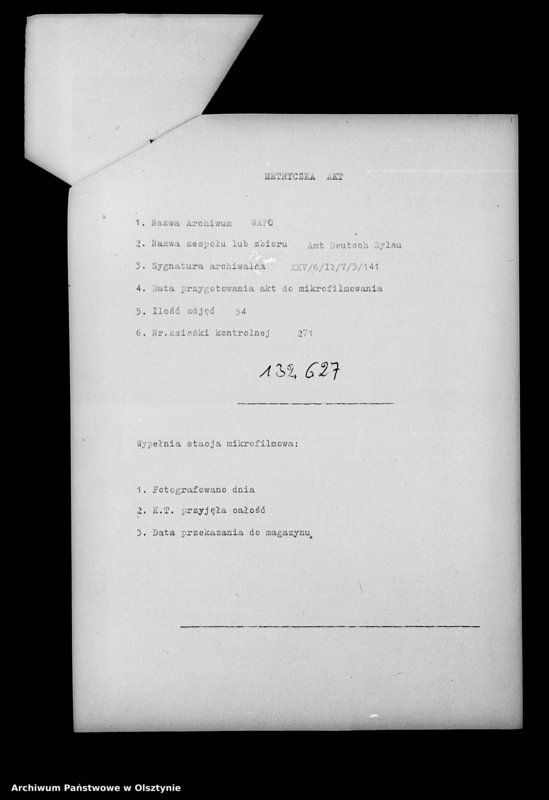 METRYCZKA AKT
1. Nazwa Archiwum WAPO
2. Nazwa zespołu lub zbioru Amt Deutsch Eylau
3. Sygnatura archiwalna XXV/6/II/V/3/141
4. Data przygotowania akt do mikrofilmowania
5. Ilość zdjęć 54
6. Nr.książki kontrolnej 271
132,627
Wypełnia stacja mikrofilmowa:
1. Fotografowano dnia
2. K.T. przyjęła całość
3. Data przekazania do magazynu
Archiwum Państwowe w Olsztynie